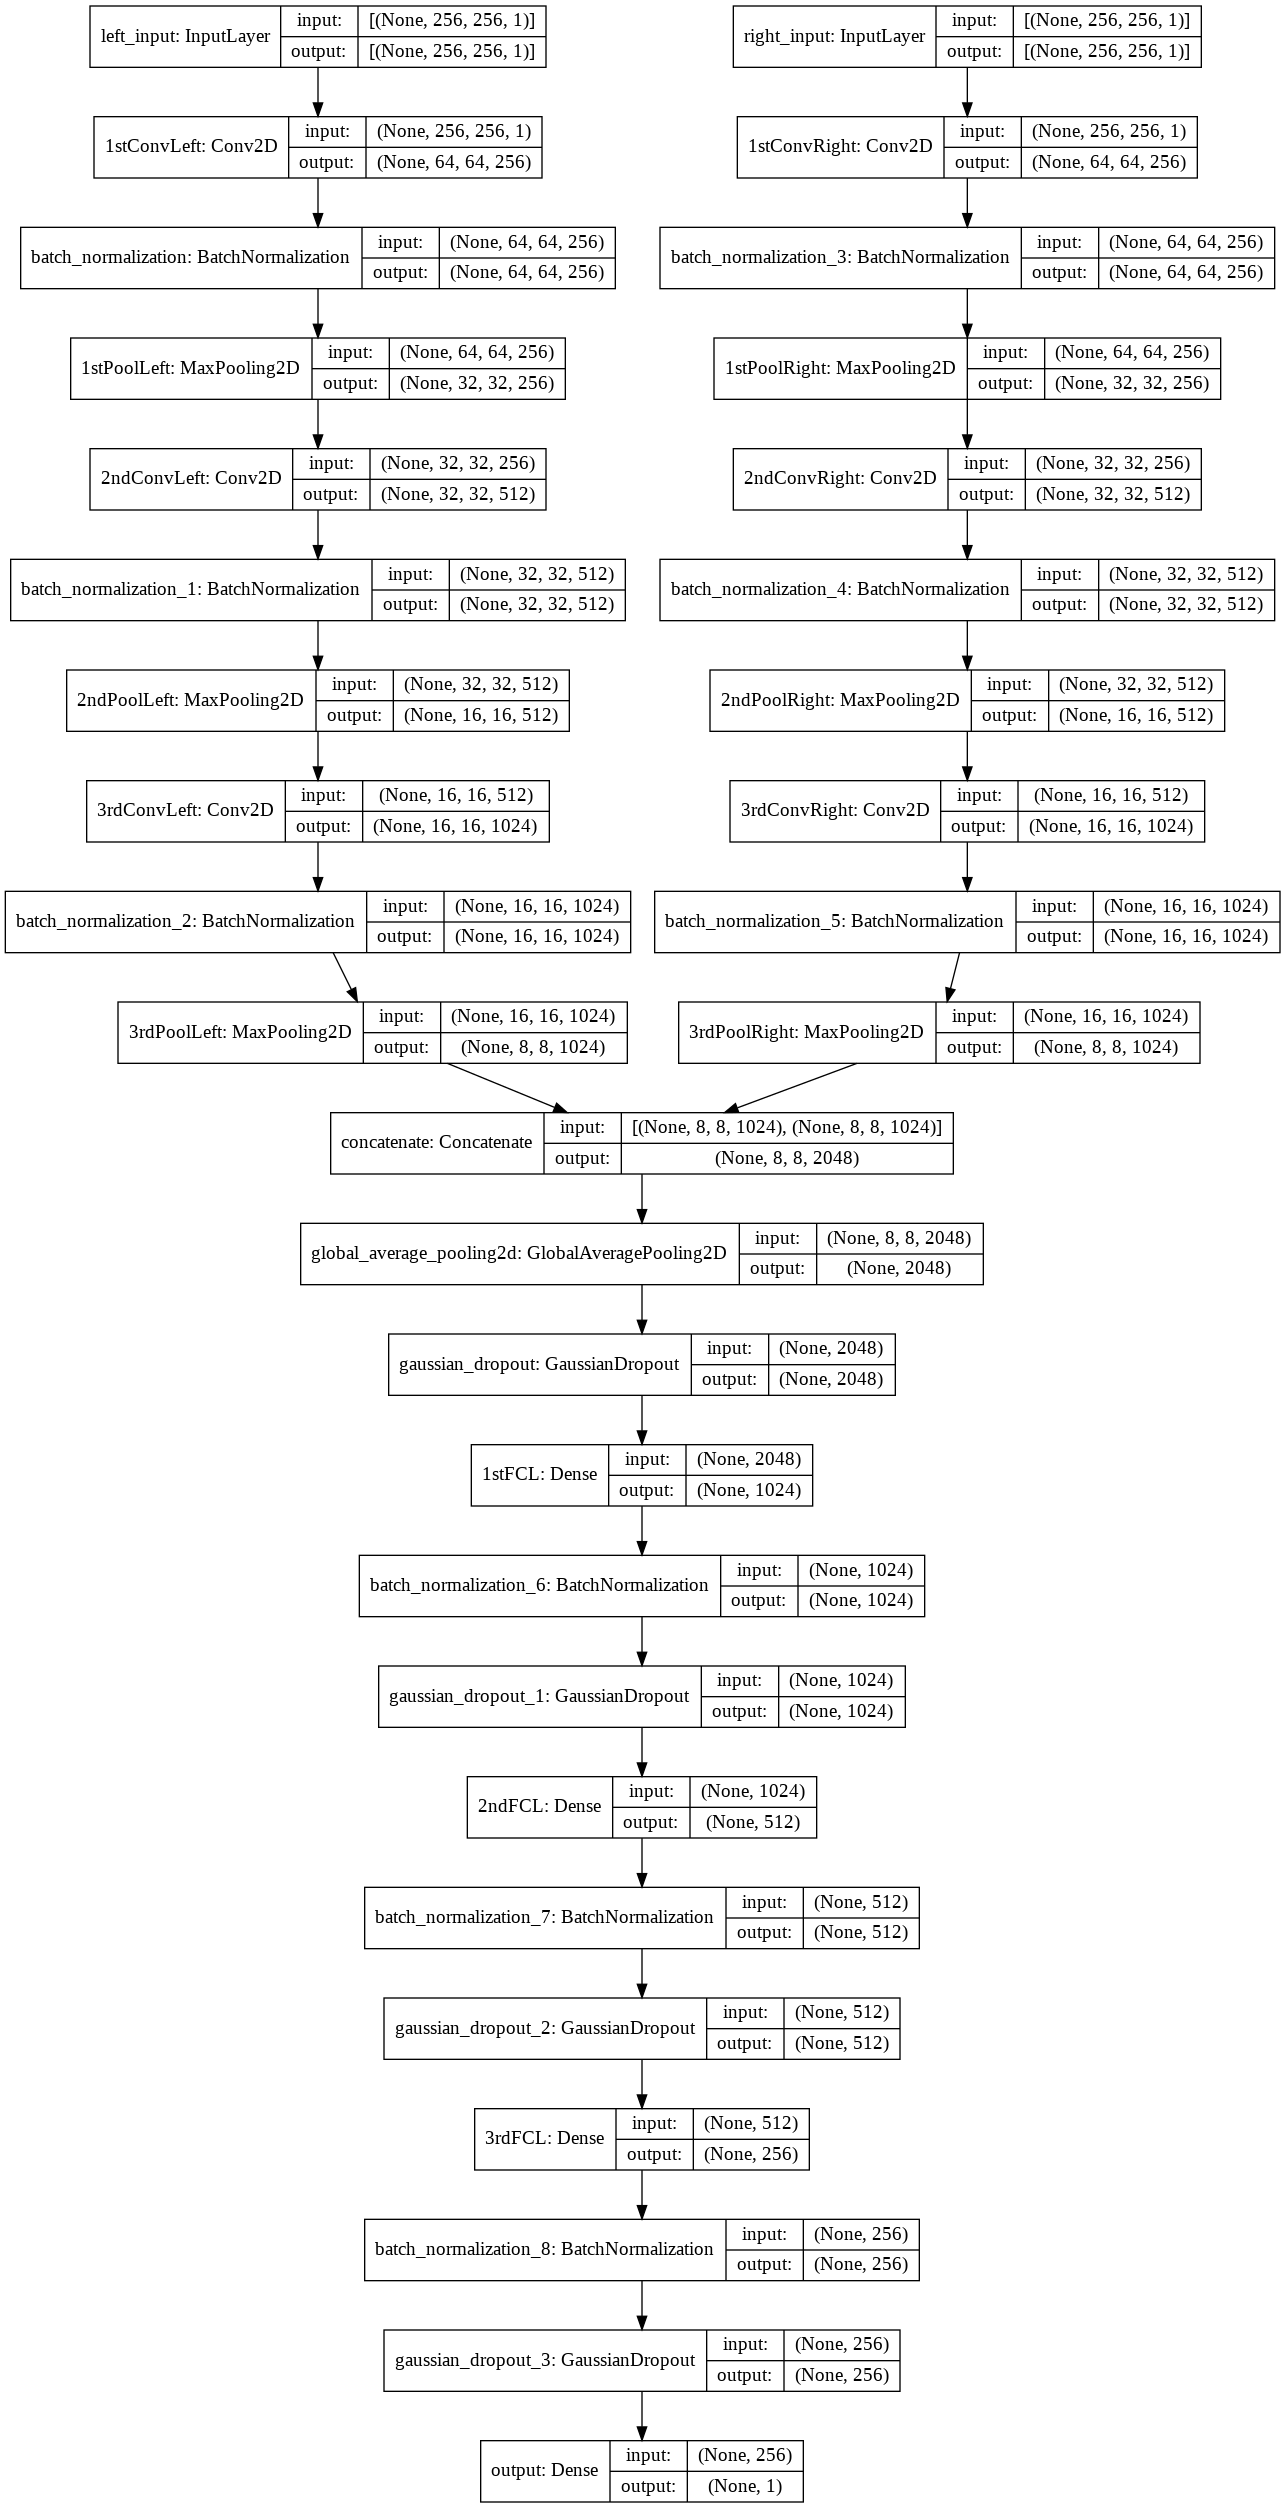 left_input: InputLayer
input:
[(None, 256, 256, 1)]
output:
[(None, 256, 256, 1)]
right_input: InputLayer
input:
[(None, 256, 256, 1)]
output:
[(None, 256, 256, 1)]
1stConvLeft: Conv2D
input:
(None, 256, 256, 1)
output:
(None, 64, 64, 256)
1stConvRight: Conv2D
input:
(None, 256, 256, 1)
output:
(None, 64, 64, 256)
batch_normalization: BatchNormalization
input:
(None, 64, 64, 256)
output:
(None, 64, 64, 256)
batch_normalization_3: BatchNormalization
input:
(None, 64, 64, 256)
output:
(None, 64, 64, 256)
1stPoolLeft: MaxPooling2D
input:
(None, 64, 64, 256)
output:
(None, 32, 32, 256)
1stPoolRight: MaxPooling2D
input:
(None, 64, 64, 256)
output:
(None, 32, 32, 256)
2ndConvLeft: Conv2D
input:
(None, 32, 32, 256)
output:
(None, 32, 32, 512)
2ndConvRight: Conv2D
input:
(None, 32, 32, 256)
output:
(None, 32, 32, 512)
batch_normalization_1: BatchNormalization
input:
(None, 32, 32, 512)
output:
(None, 32, 32, 512)
batch_normalization_4: BatchNormalization
input:
(None, 32, 32, 512)
output:
(None, 32, 32, 512)
2ndPoolLeft: MaxPooling2D
input:
(None, 32, 32, 512)
output:
(None, 16, 16, 512)
2ndPoolRight: MaxPooling2D
input:
(None, 32, 32, 512)
output:
(None, 16, 16, 512)
3rdConvLeft: Conv2D
input:
(None, 16, 16, 512)
output:
(None, 16, 16, 1024)
3rdConvRight: Conv2D
input:
(None, 16, 16, 512)
output:
(None, 16, 16, 1024)
batch_normalization_2: BatchNormalization
input:
(None, 16, 16, 1024)
output:
(None, 16, 16, 1024)
batch_normalization_5: BatchNormalization
input:
(None, 16, 16, 1024)
output:
(None, 16, 16, 1024)
3rdPoolLeft: MaxPooling2D
input:
(None, 16, 16, 1024)
output:
(None, 8, 8, 1024)
3rdPoolRight: MaxPooling2D
input:
(None, 16, 16, 1024)
output:
(None, 8, 8, 1024)
concatenate: Concatenate
input:
[(None, 8, 8, 1024), (None, 8, 8, 1024)]
output:
(None, 8, 8, 2048)
global_average_pooling2d: GlobalAveragePooling2D
input:
(None, 8, 8, 2048)
output:
(None, 2048)
gaussian_dropout: GaussianDropout
input:
(None, 2048)
output:
(None, 2048)
1stFCL: Dense
input:
(None, 2048)
output:
(None, 1024)
batch_normalization_6: BatchNormalization
input:
(None, 1024)
output:
(None, 1024)
gaussian_dropout_1: GaussianDropout
input:
(None, 1024)
output:
(None, 1024)
2ndFCL: Dense
input:
(None, 1024)
output:
(None, 512)
batch_normalization_7: BatchNormalization
input:
(None, 512)
output:
(None, 512)
gaussian_dropout_2: GaussianDropout
input:
(None, 512)
output:
(None, 512)
3rdFCL: Dense
input:
(None, 512)
output:
(None, 256)
batch_normalization_8: BatchNormalization
input:
(None, 256)
output:
(None, 256)
gaussian_dropout_3: GaussianDropout
input:
(None, 256)
output:
(None, 256)
output: Dense
input:
(None, 256)
output:
(None, 1)